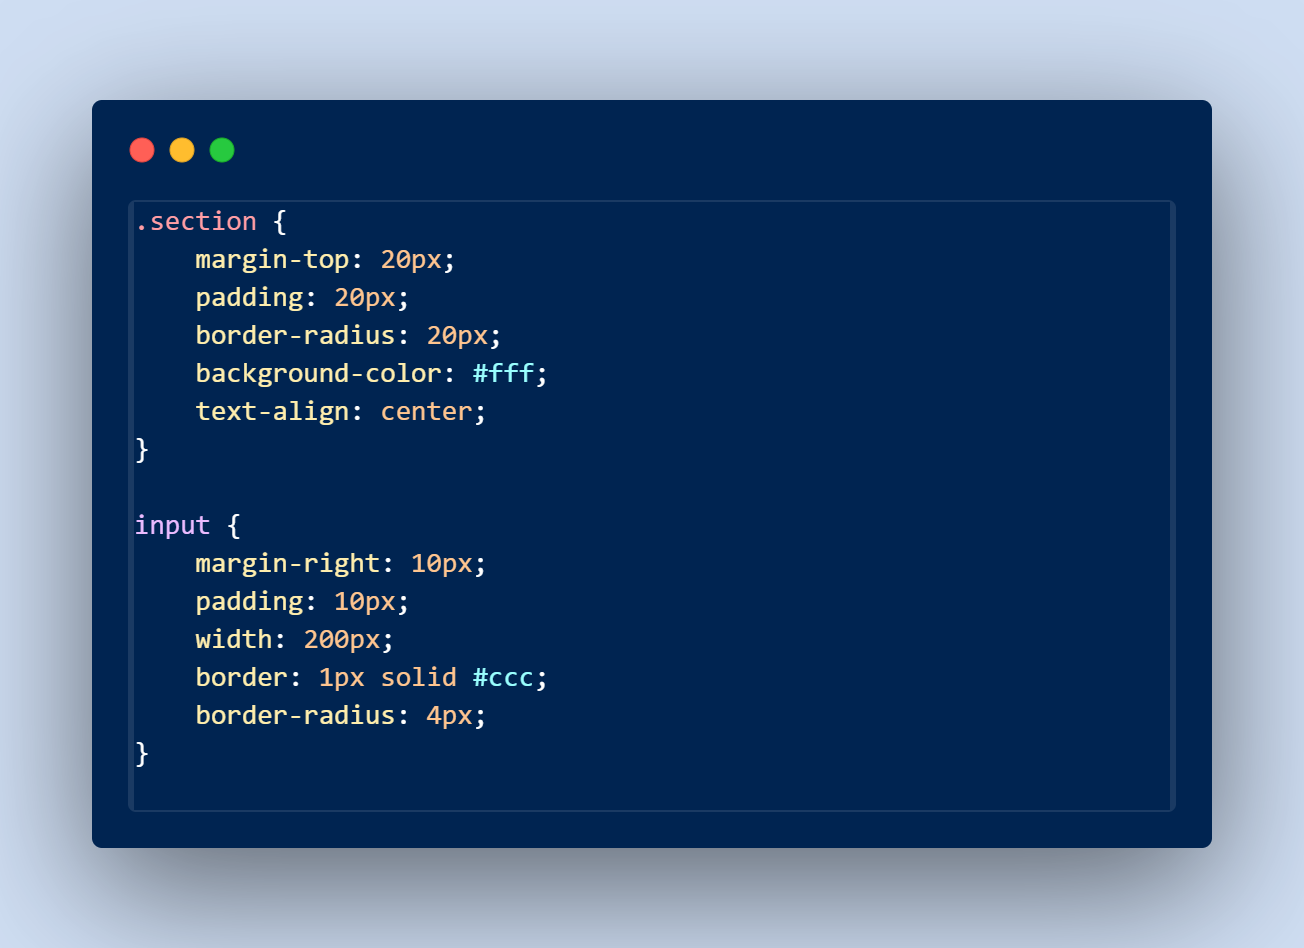 .section {
    margin-top: 20px;
    padding: 20px;
    border-radius: 20px;
    background-color: #fff;
    text-align: center;
}

input {
    margin-right: 10px;
    padding: 10px;
    width: 200px;
    border: 1px solid #ccc;
    border-radius: 4px;
}